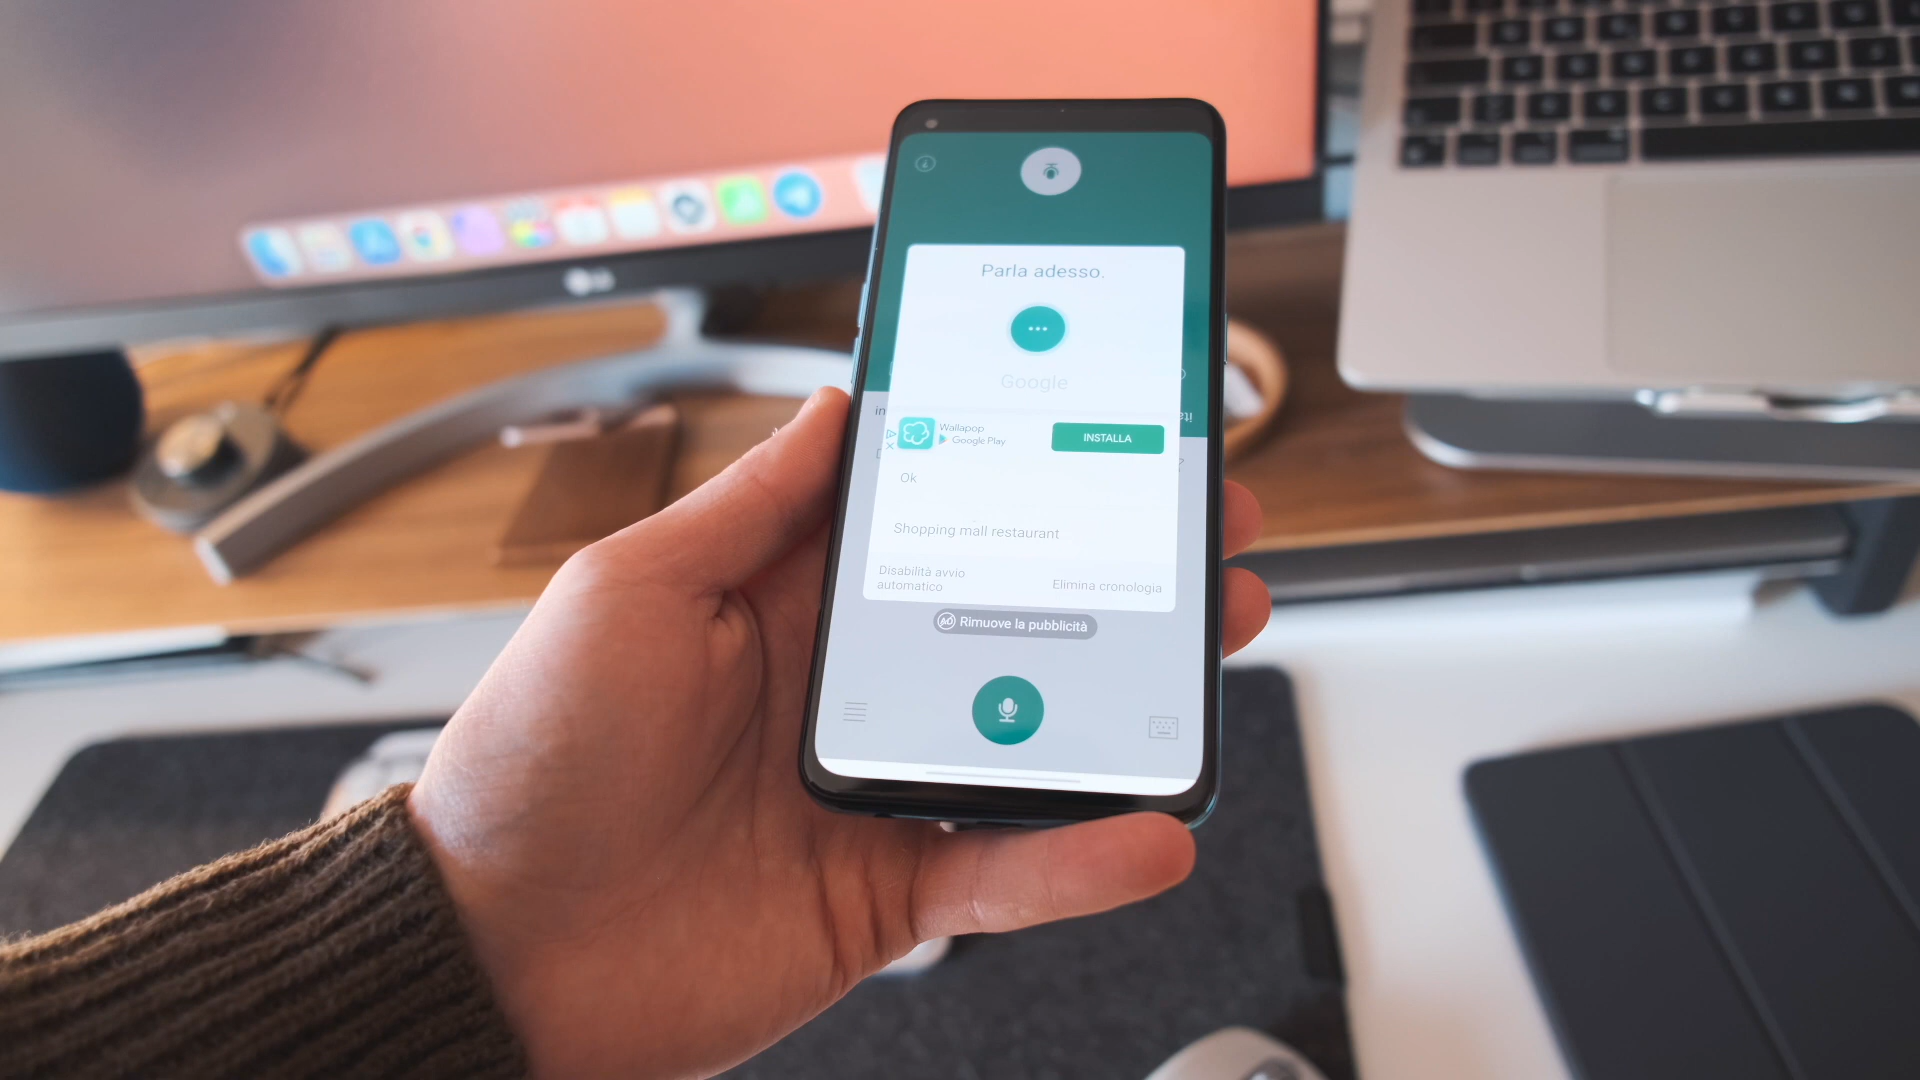 Parla adesso.
Google
Wallapop
Google Play
INSTALLA
Ok
Shopping mall restaurant
Disabilità avvio
automatico
Elimina cronologia
Rimuove la pubblicità
LG